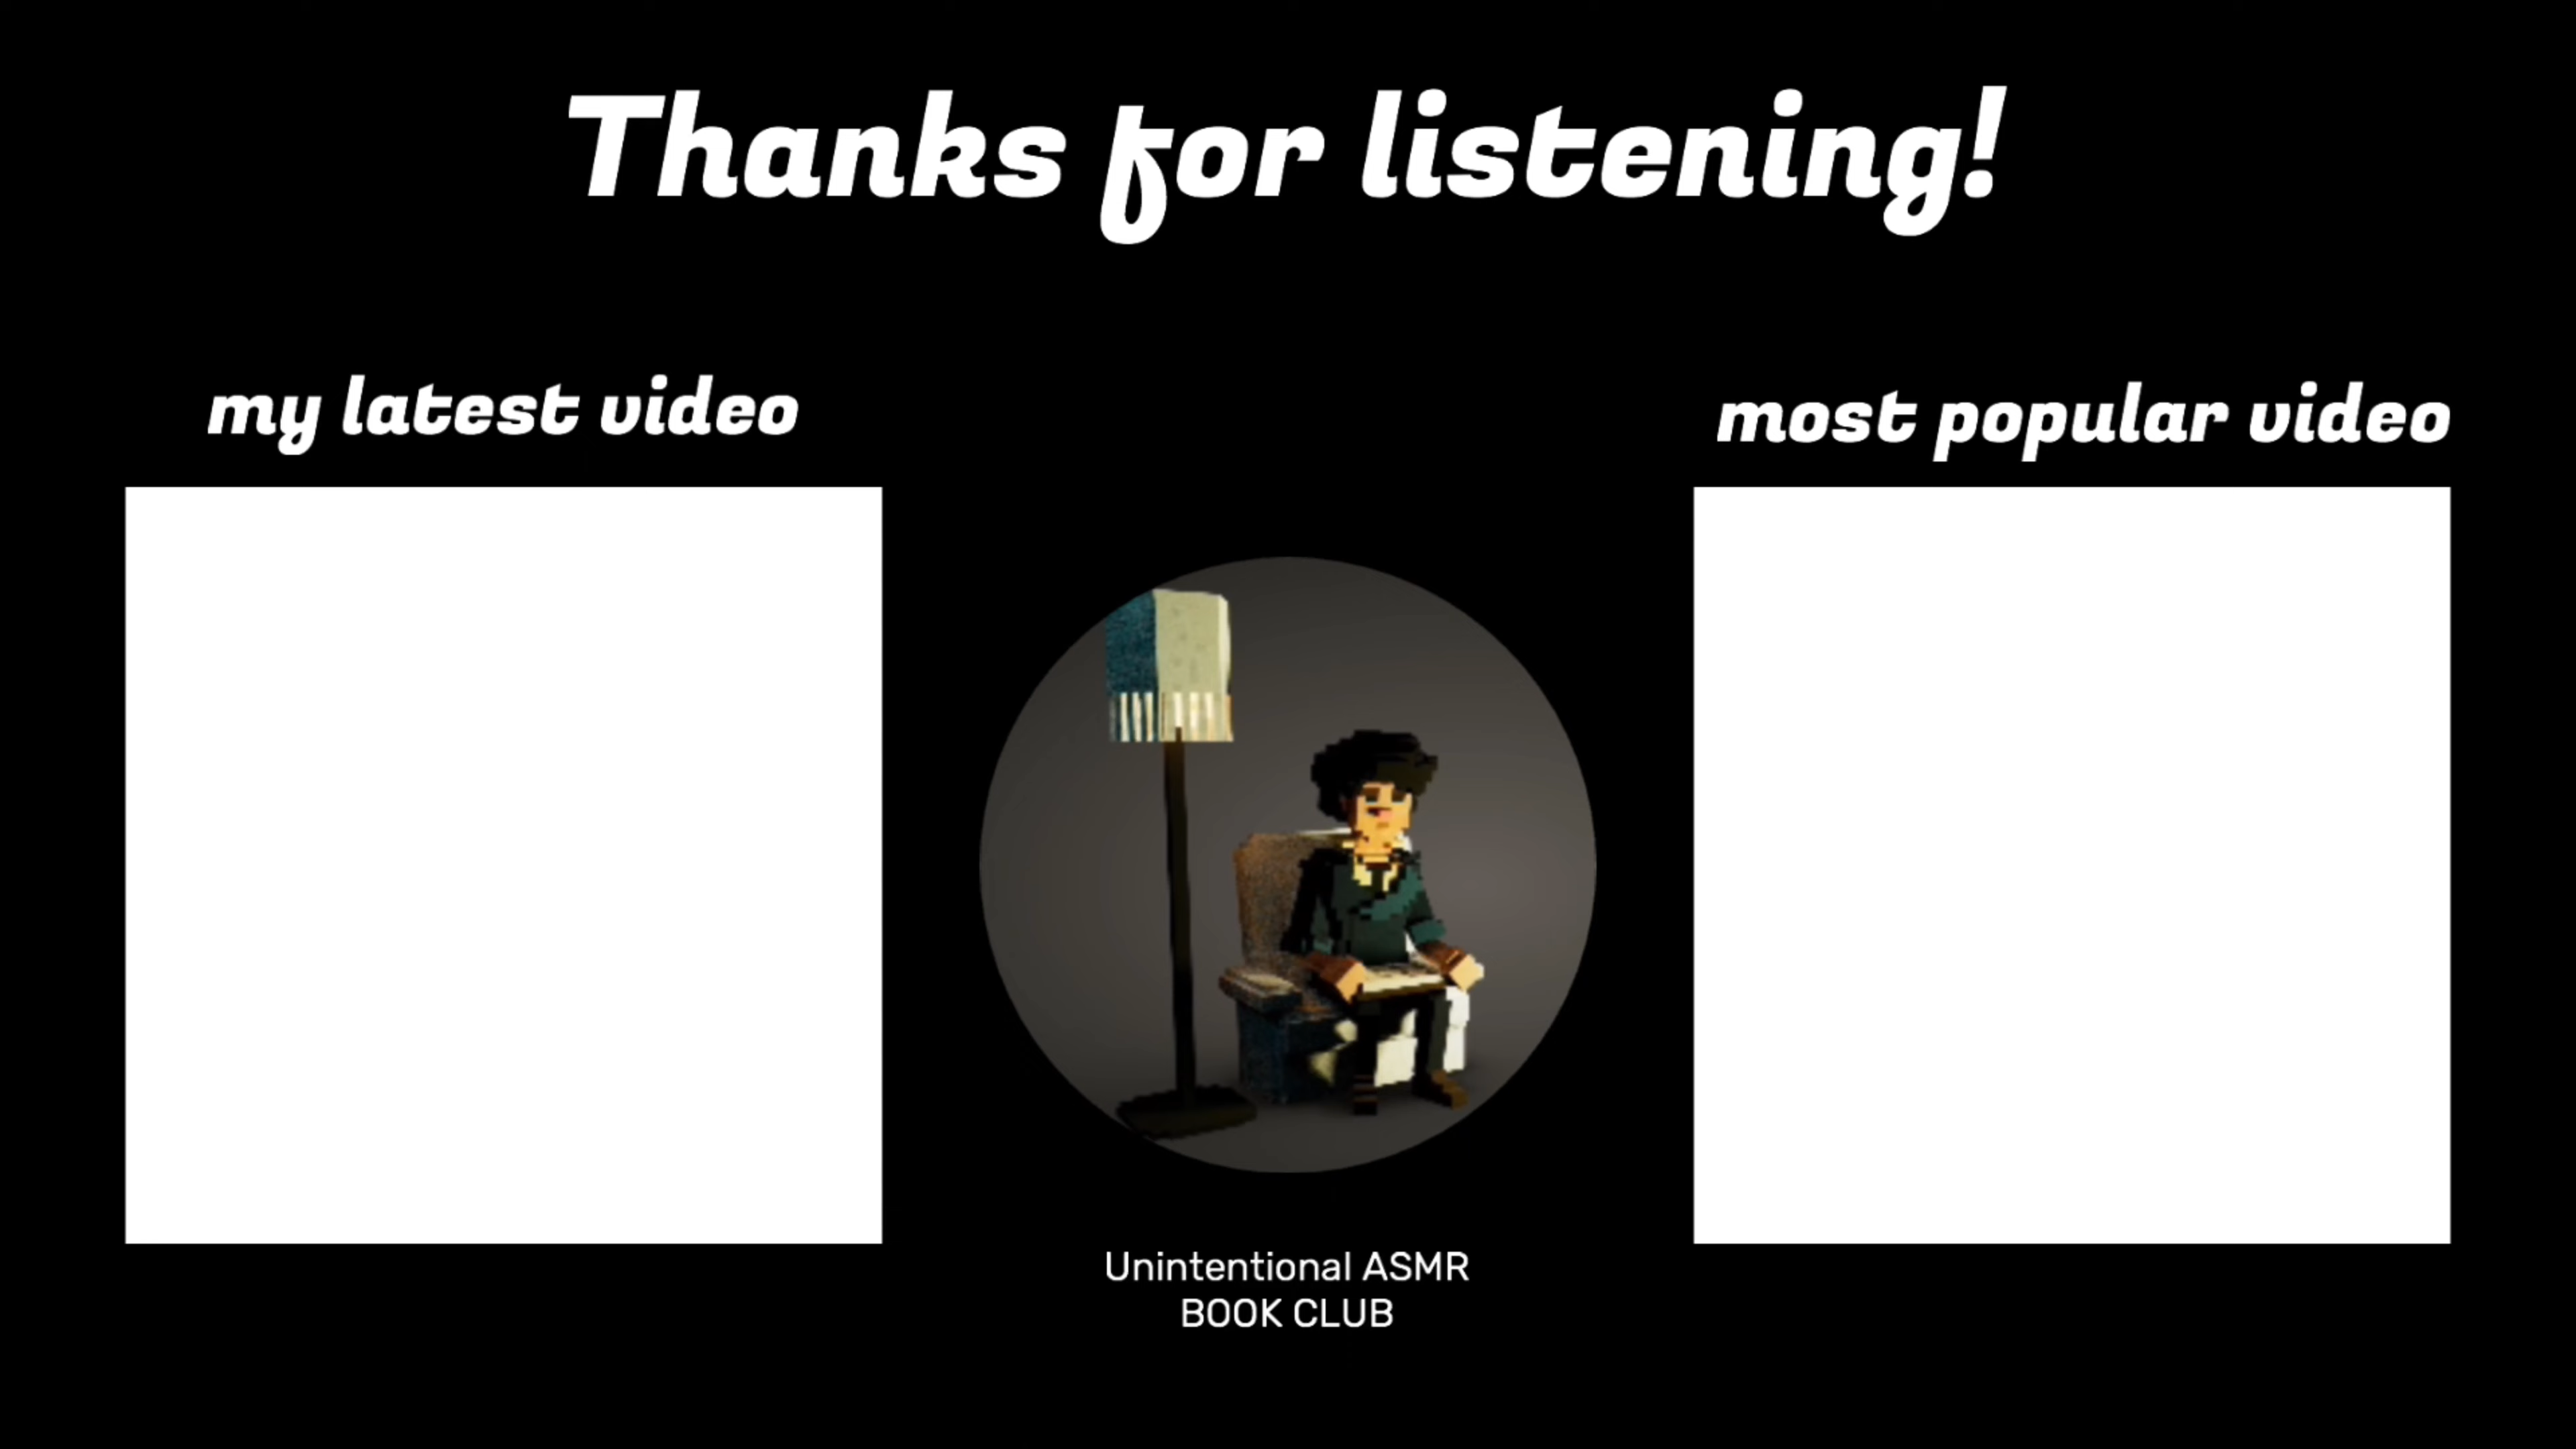 Thanks for listening!
my latest video
most popular video
Unintentional ASMR
BOOK CLUB